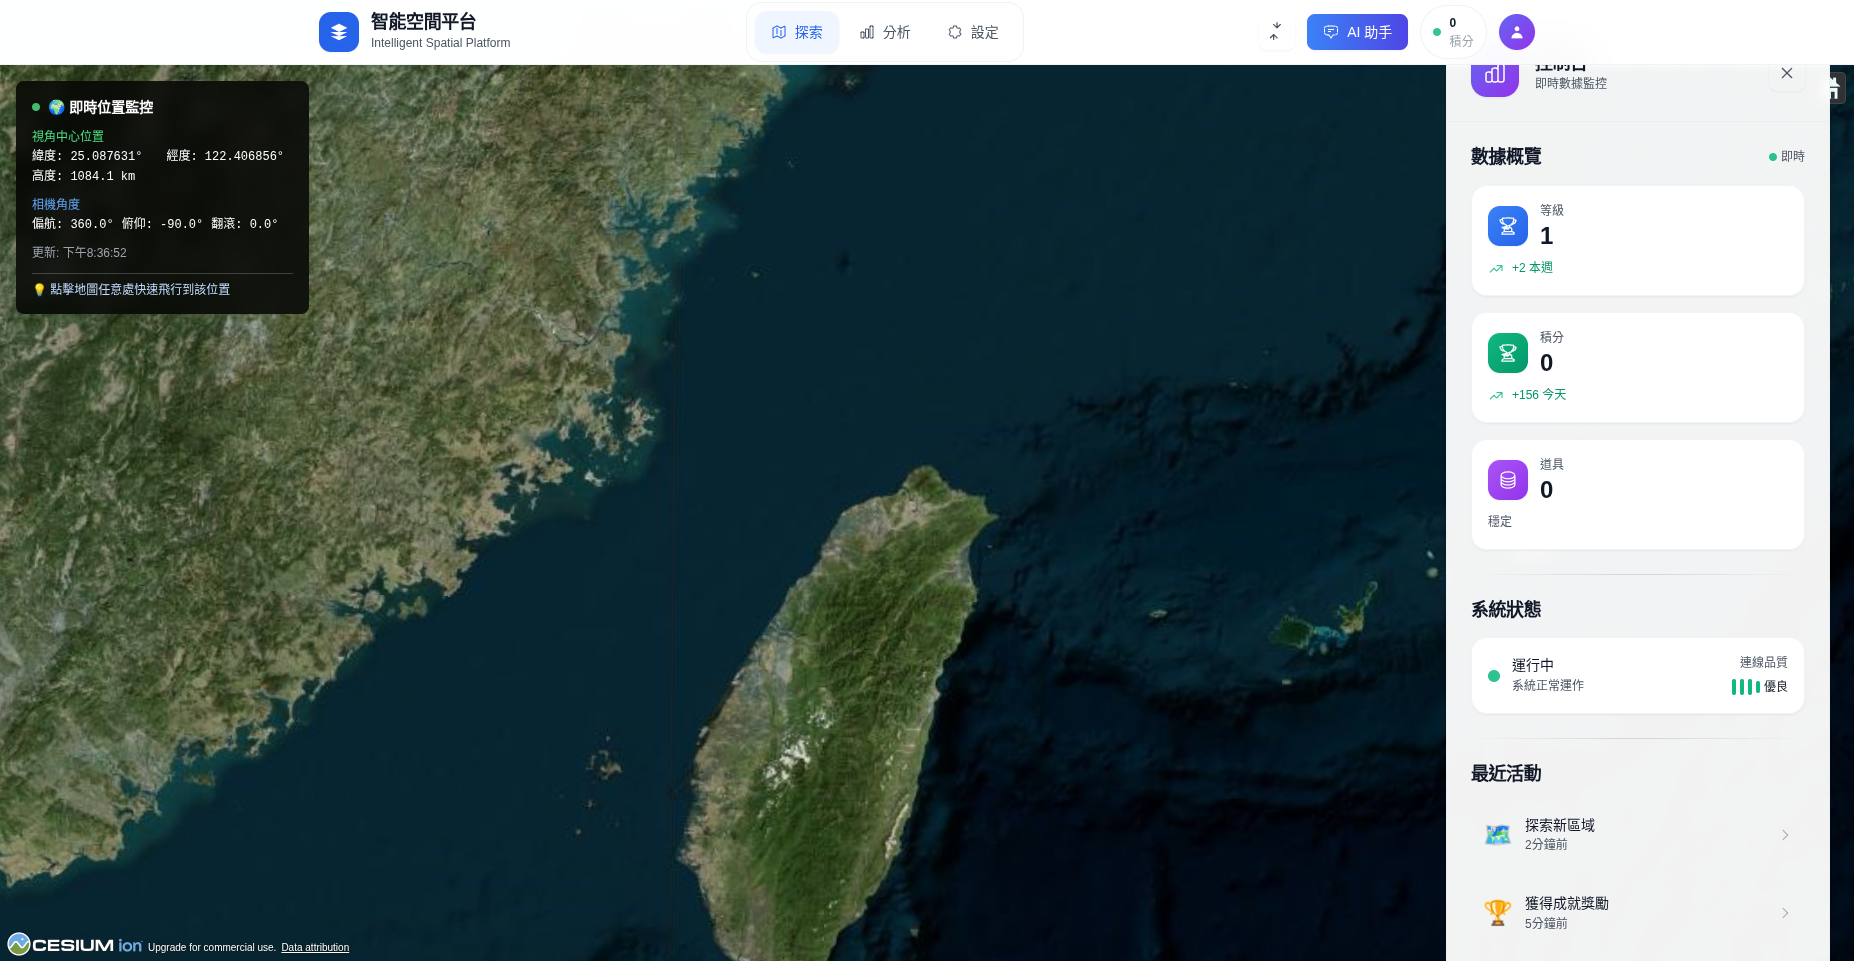 智能空間平台
Intelligent Spatial Platform
探索
分析
設定
AI 助手
0
積分
🌍 即時位置監控
視角中心位置
緯度: 25.087631° 經度: 122.406856°
高度: 1084.1 km
相機角度
偏航: 360.0° 俯仰: -90.0° 翻滾: 0.0°
更新: 下午8:36:52
💡 點擊地圖任意處快速飛行到該位置
控制台
即時數據監控
數據概覽
即時
等級
1
+2 本週
積分
0
+156 今天
道具
0
穩定
系統狀態
運行中
系統正常運作
連線品質
優良
最近活動
探索新區域
2分鐘前
獲得成就獎勵
5分鐘前
CESIUM ion
Upgrade for commercial use. Data attribution